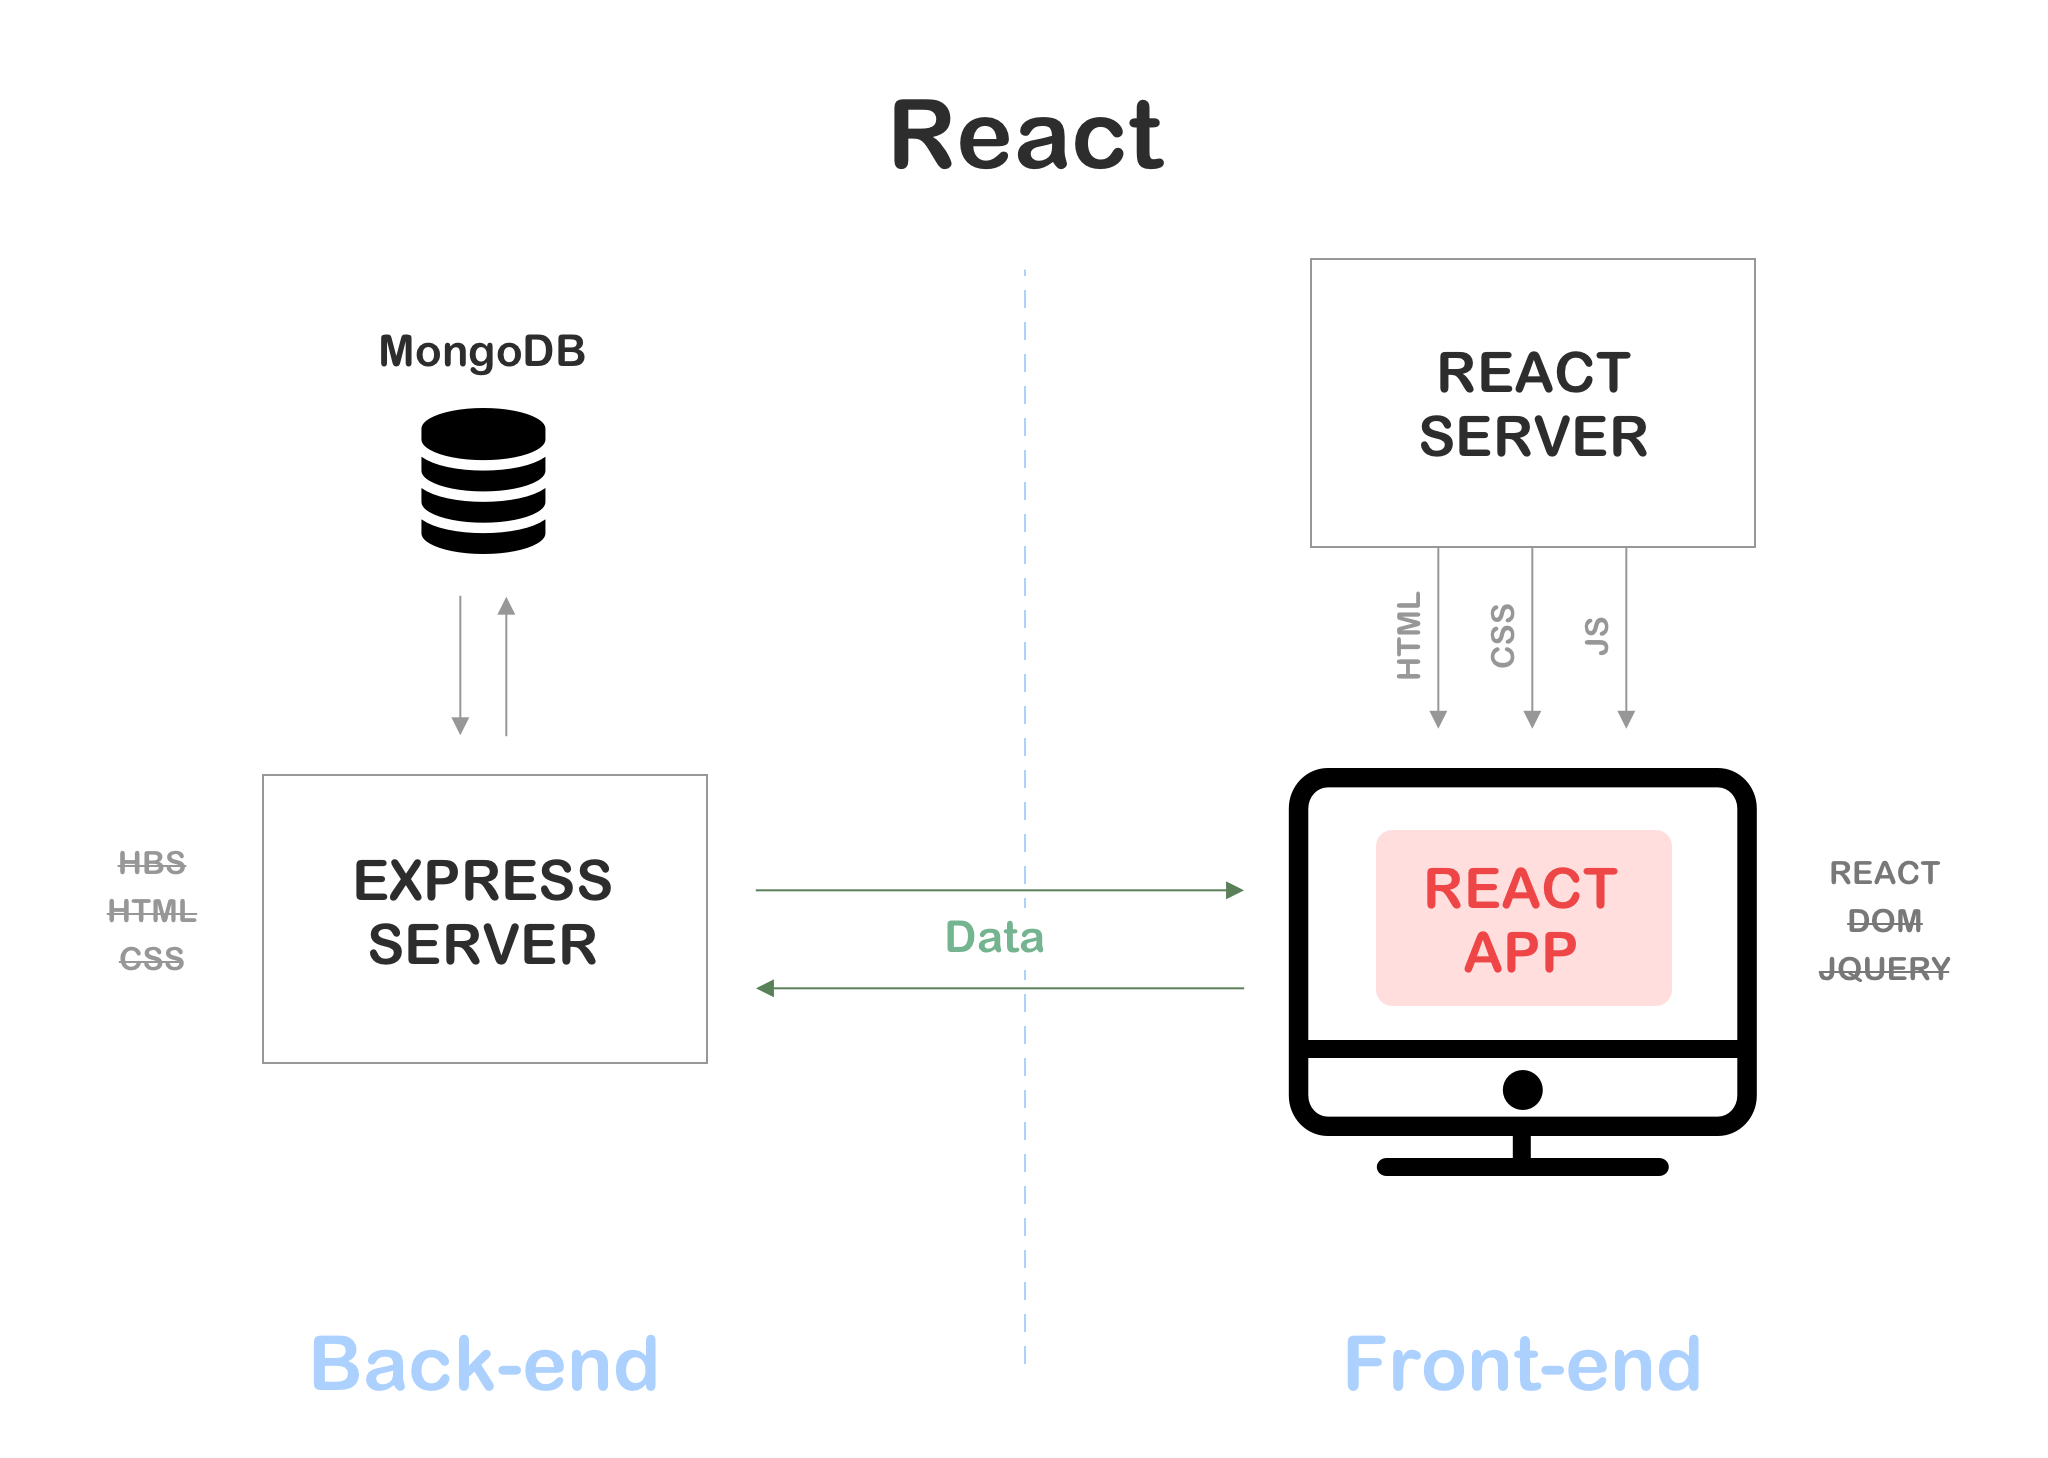 React
MongoDB
REACT
SERVER
HTML
CSS
JS
HBS
HTML
CSS
EXPRESS
SERVER
Data
REACT
APP
REACT
DOM
JQUERY
Back-end
Front-end